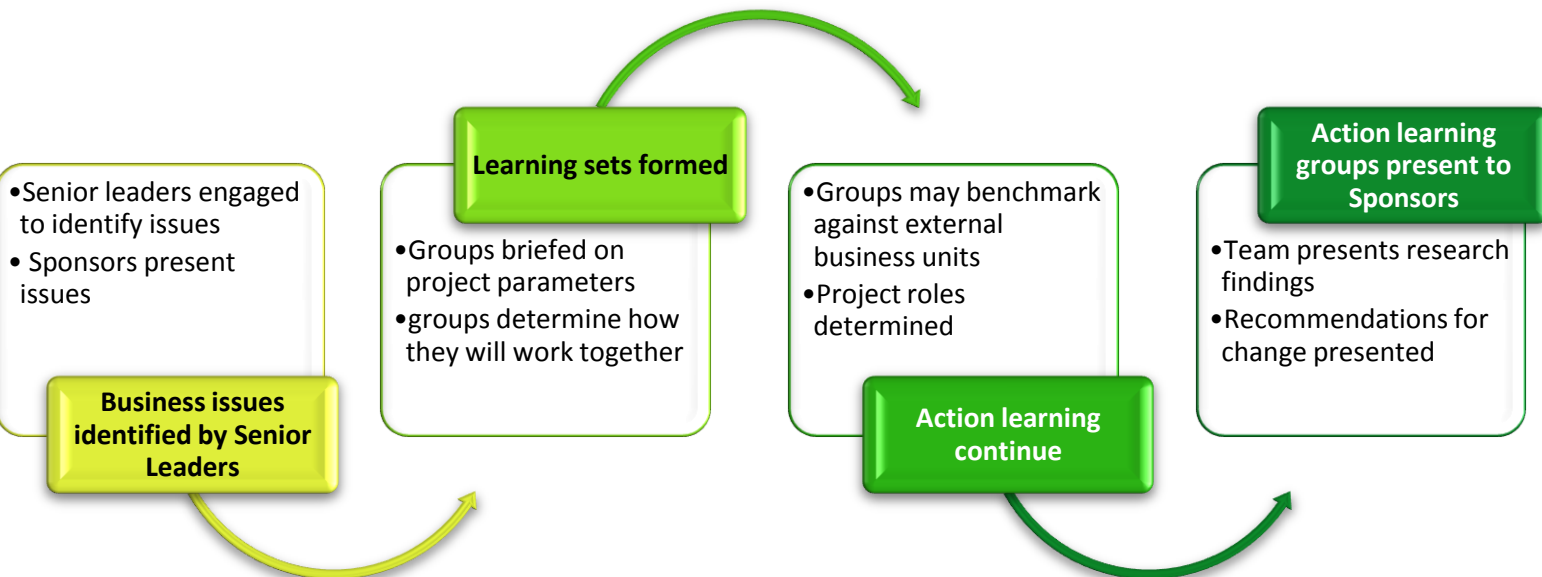 •Senior leaders engaged
to identify issues
• Sponsors present
issues
Business issues
identified by Senior
Leaders
Learning sets formed
•Groups briefed on
project parameters
•groups determine how
they will work together
•Groups may benchmark
against external
business units
•Project roles
determined
Action learning
continue
Action learning
groups present to
Sponsors
•Team presents research
findings
•Recommendations for
change presented